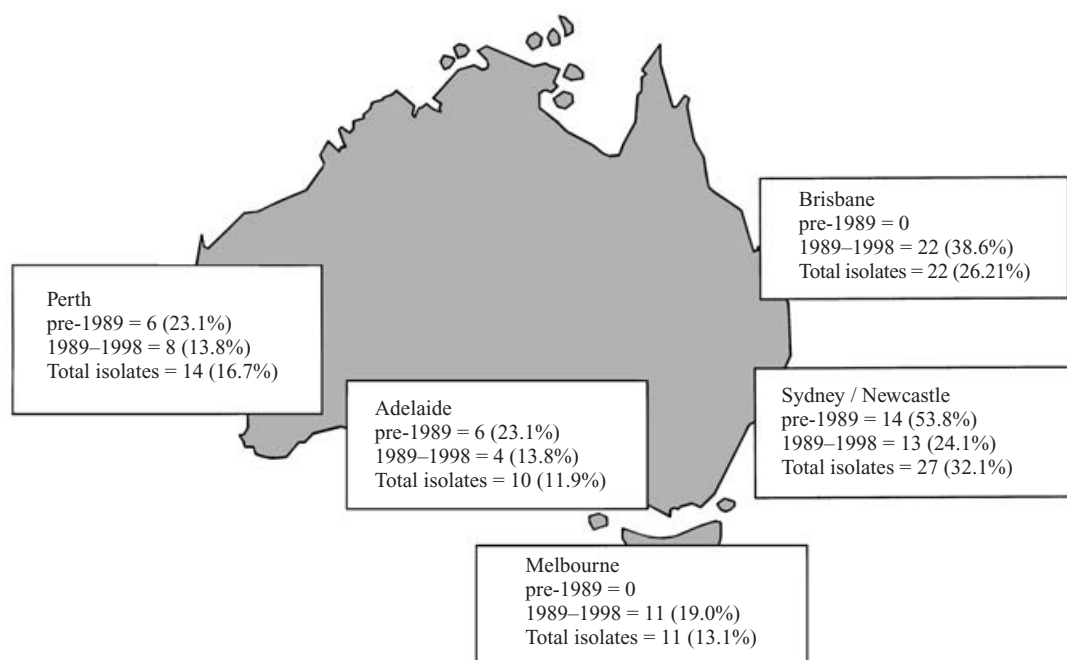 Brisbane
pre-1989 = 0
1989–1998 = 22 (38.6%)
Total isolates = 22 (26.21%)
Perth
pre-1989 = 6 (23.1%)
1989–1998 = 8 (13.8%)
Total isolates = 14 (16.7%)
Adelaide
pre-1989 = 6 (23.1%)
1989–1998 = 4 (13.8%)
Total isolates = 10 (11.9%)
Sydney / Newcastle
pre-1989 = 14 (53.8%)
1989–1998 = 13 (24.1%)
Total isolates = 27 (32.1%)
Melbourne
pre-1989 = 0
1989–1998 = 11 (19.0%)
Total isolates = 11 (13.1%)